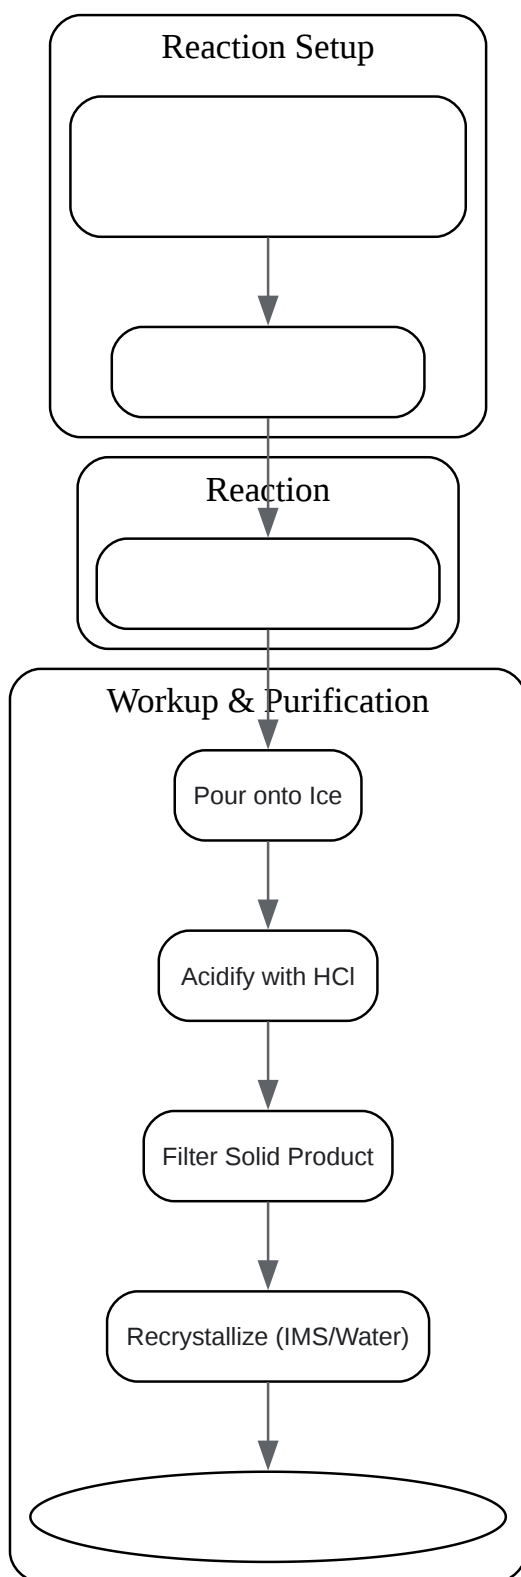 Reaction Setup
Reaction
Workup & Purification
Pour onto Ice
Acidify with HCl
Filter Solid Product
Recrystallize (IMS/Water)